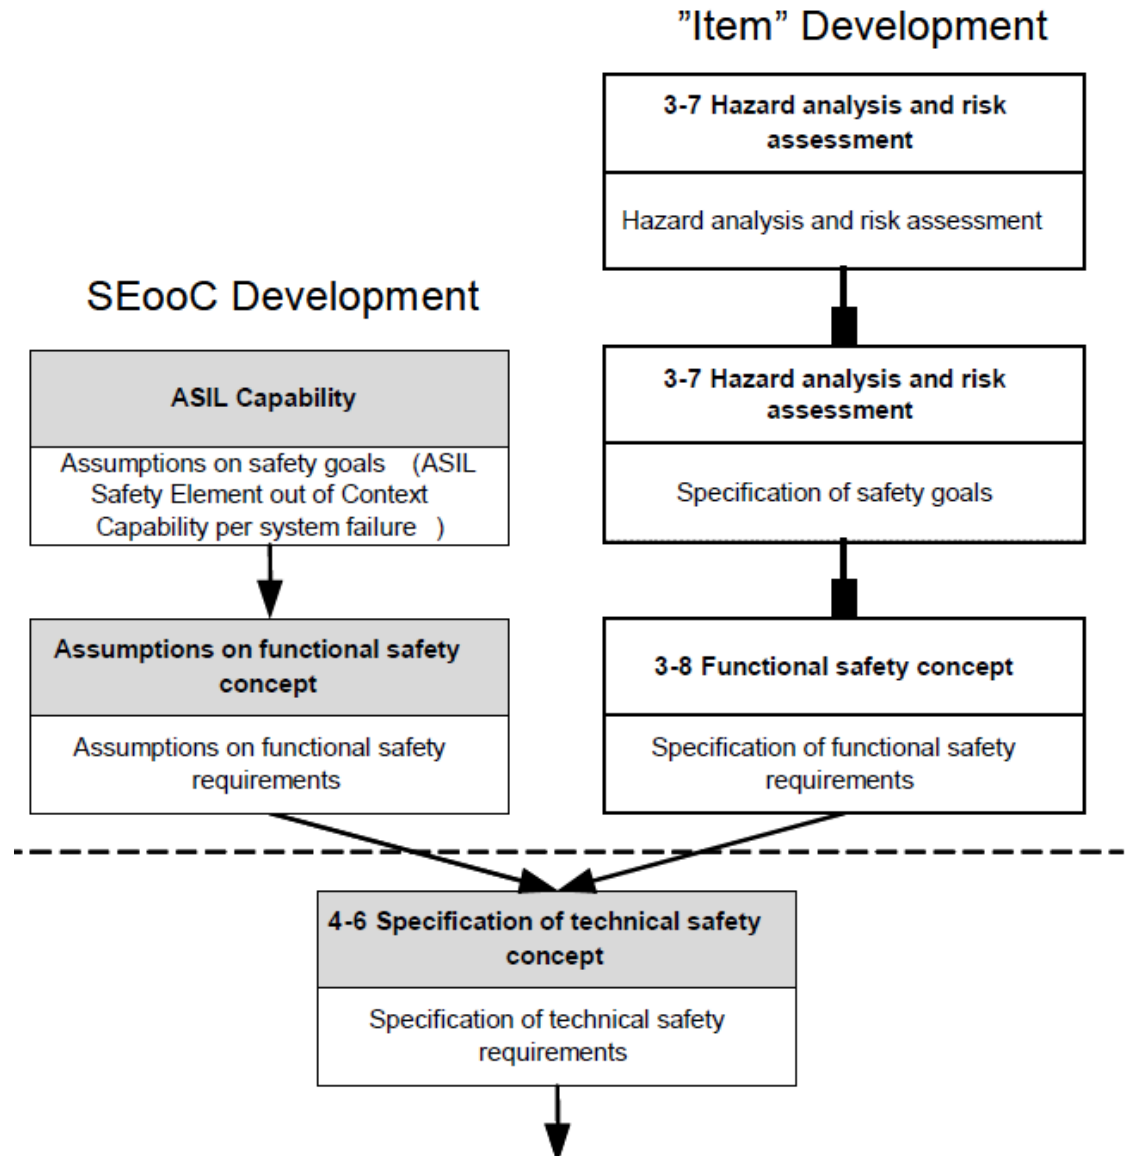 ”Item” Development
3-7 Hazard analysis and risk
assessment
Hazard analysis and risk assessment
SEooC Development
ASIL Capability
Assumptions on safety goals (ASIL
Safety Element out of Context
Capability per system failure )
3-7 Hazard analysis and risk
assessment
Specification of safety goals
Assumptions on functional safety
concept
Assumptions on functional safety
requirements
3-8 Functional safety concept
Specification of functional safety
requirements
4-6 Specification of technical safety
concept
Specification of technical safety
requirements